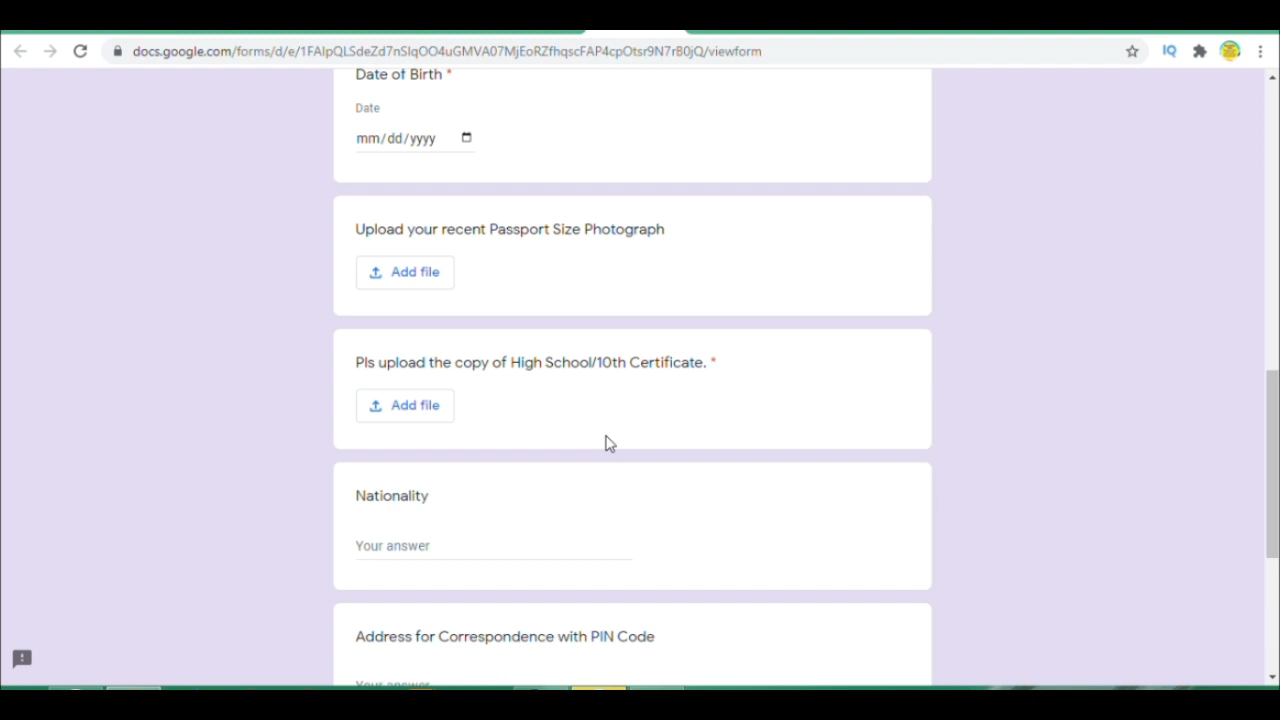 docs.google.com/forms/d/e/1FAIpQLSdeZd7nSlqOO4uGMVA07MjEoRZfhqscFAP4cpOtsr9N7rB0jQ/viewform
IQ
Date of Birth *
Date
mm/dd/yyyy
Upload your recent Passport Size Photograph
Add file
Pls upload the copy of High School/10th Certificate. *
Add file
Nationality
Your answer
Address for Correspondence with PIN Code
Your answer